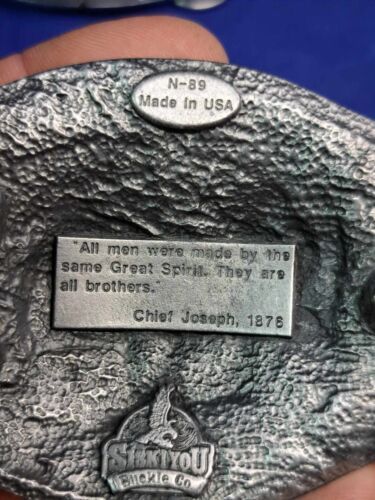 N-89
Made In USA
"All men were made by the
same Great Spirit. They are
all brothers."
Chief Joseph, 1876
SISKIYOU
Buckle Co.